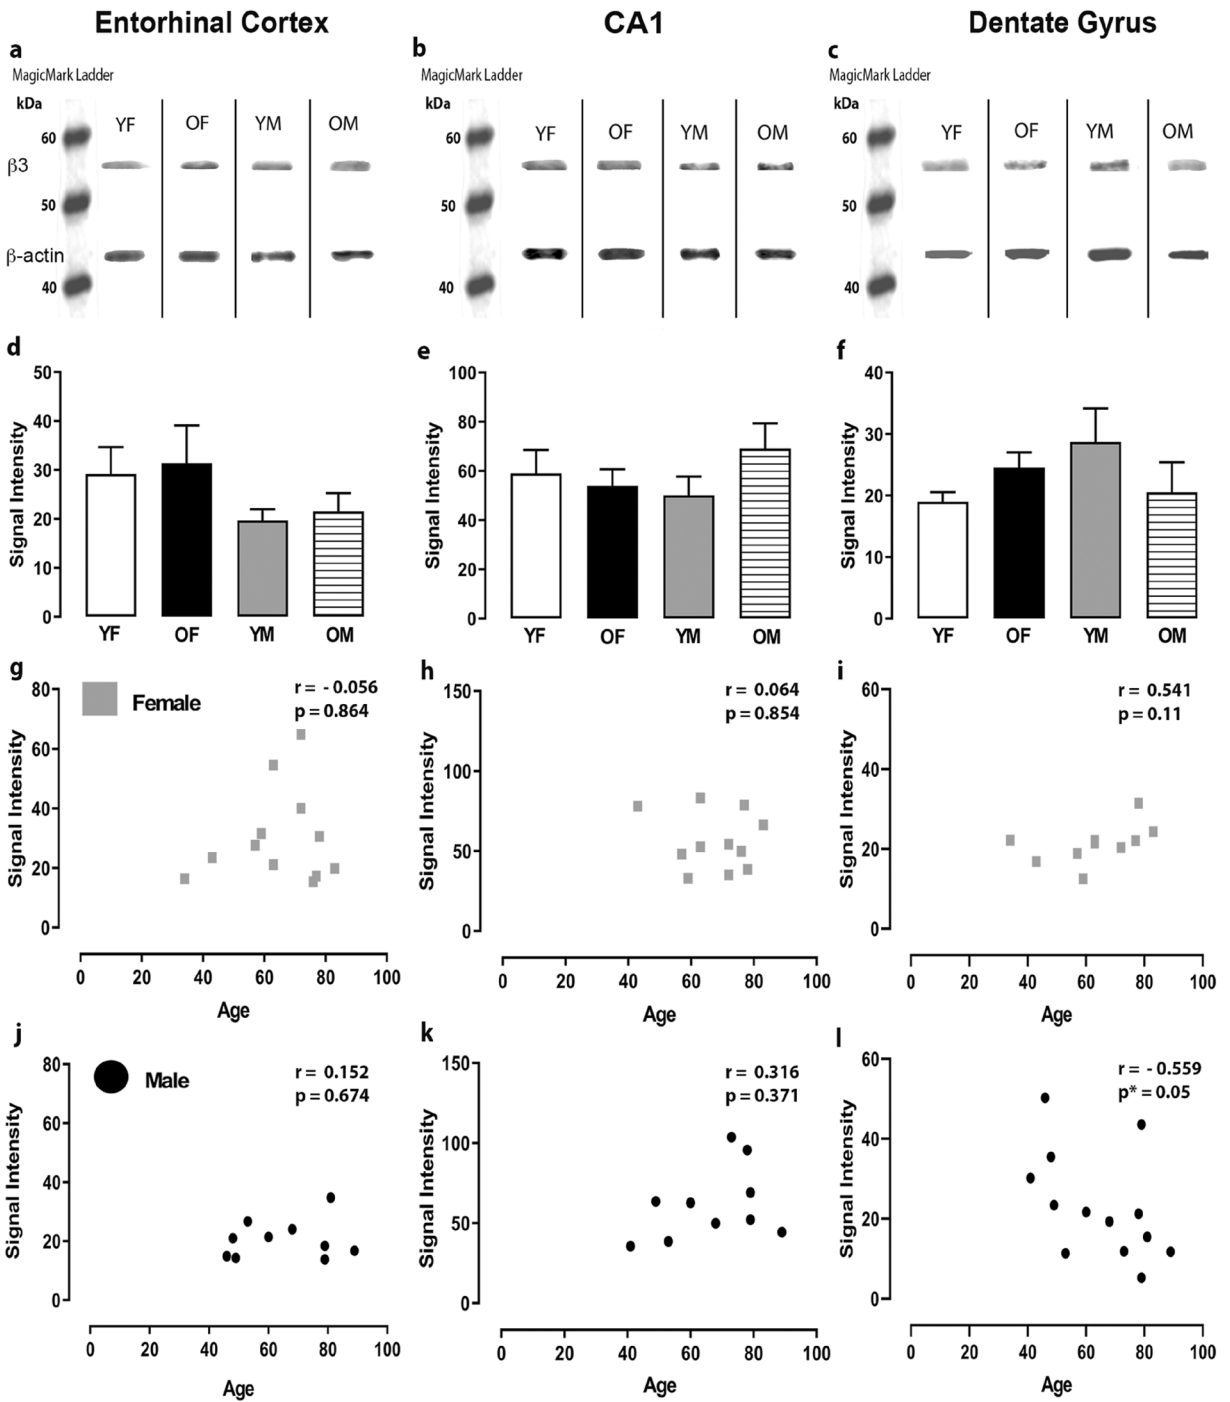 Entorhinal Cortex
CA1
Dentate Gyrus
a
MagicMark Ladder
kDa
60
50
40
β3
β-actin
YF
OF
YM
OM
b
MagicMark Ladder
kDa
60
50
40
YF
OF
YM
OM
c
MagicMark Ladder
kDa
60
50
40
YF
OF
YM
OM
d
Signal Intensity
50
40
30
20
10
0
YF
OF
YM
OM
e
Signal Intensity
100
80
60
40
20
0
YF
OF
YM
OM
f
Signal Intensity
40
30
20
10
0
YF
OF
YM
OM
g
Female
r = - 0.056
p = 0.864
Signal Intensity
80
60
40
20
0
0 20 40 60 80 100
Age
h
r = 0.064
p = 0.854
Signal Intensity
150
100
50
0
0 20 40 60 80 100
Age
i
r = 0.541
p = 0.11
Signal Intensity
60
40
20
0
0 20 40 60 80 100
Age
j
Male
r = 0.152
p = 0.674
Signal Intensity
80
60
40
20
0
0 20 40 60 80 100
Age
k
r = 0.316
p = 0.371
Signal Intensity
150
100
50
0
0 20 40 60 80 100
Age
l
r = - 0.559
p* = 0.05
Signal Intensity
60
40
20
0
0 20 40 60 80 100
Age